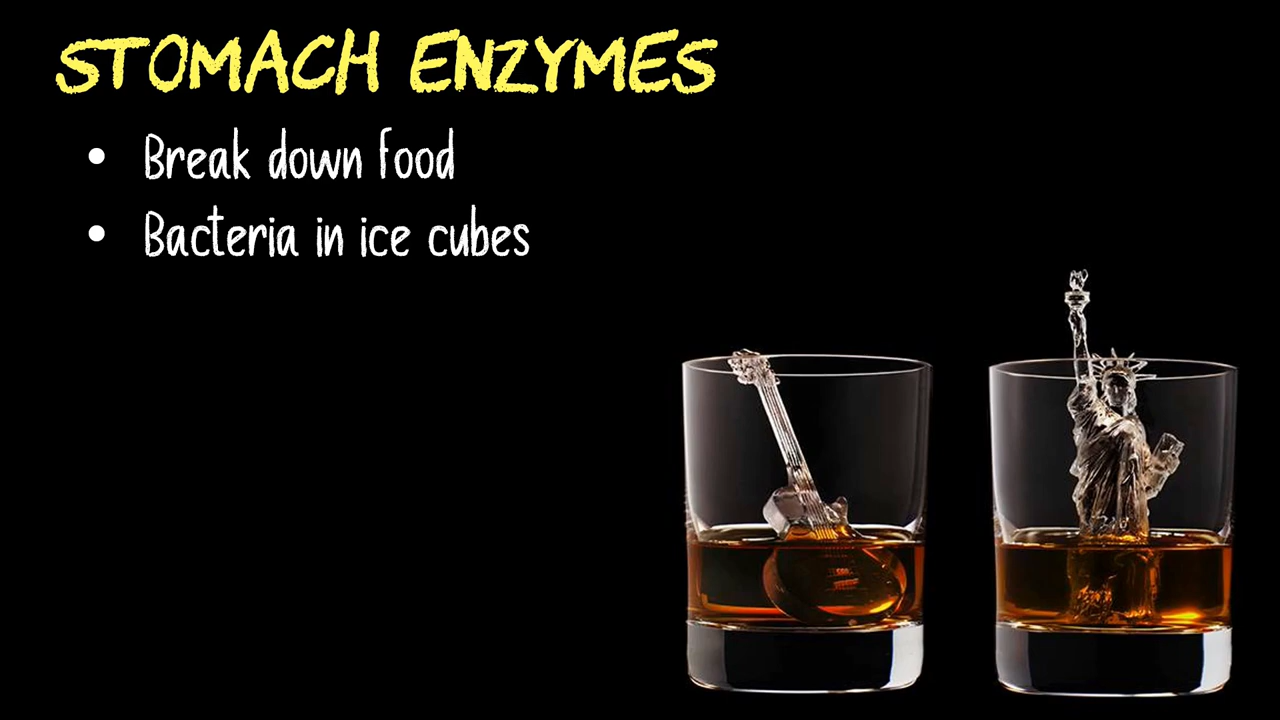 STOMACH ENZYMES
• Break down food
• Bacteria in ice cubes